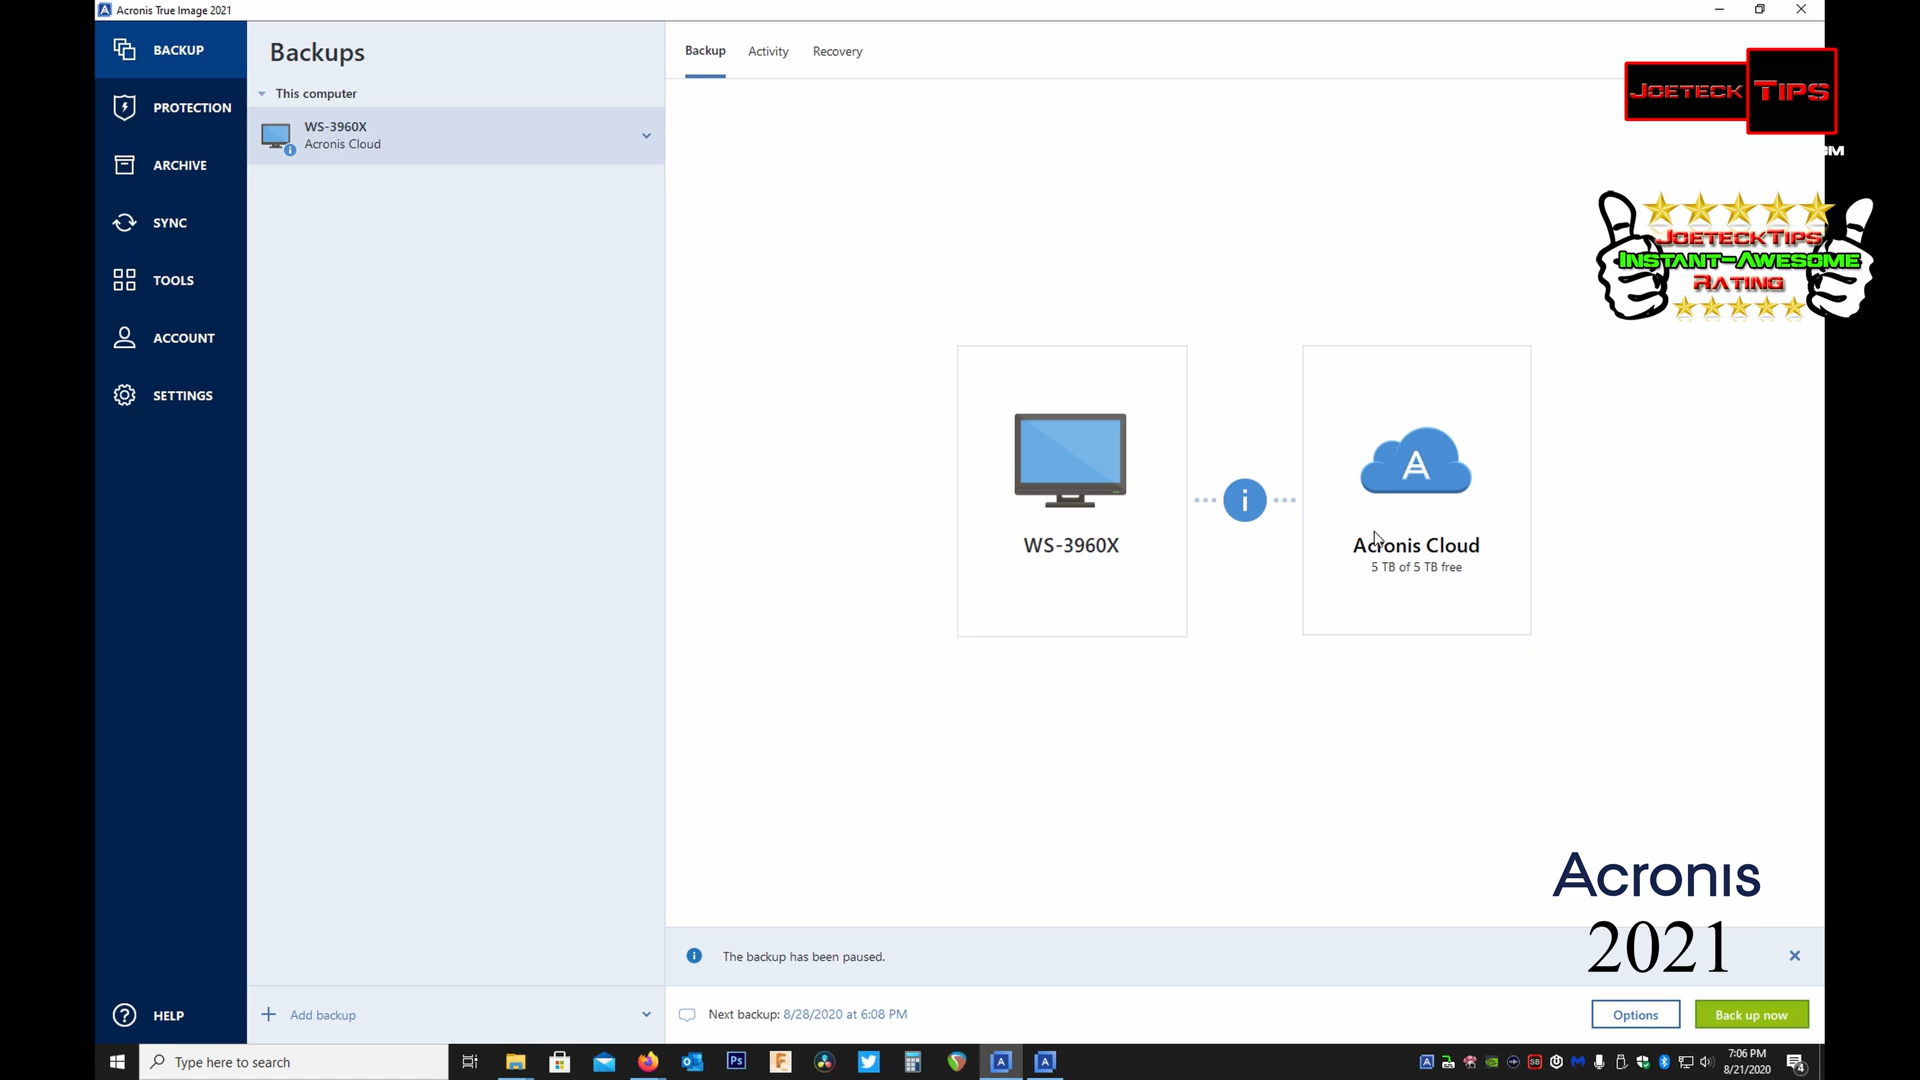 Acronis True Image 2021
BACKUP
PROTECTION
ARCHIVE
SYNC
TOOLS
ACCOUNT
SETTINGS
HELP
Backups
This computer
WS-3960X
Acronis Cloud
Add backup
Backup Activity Recovery
WS-3960X
i
Acronis Cloud
5 TB of 5 TB free
The backup has been paused.
Next backup: 8/28/2020 at 6:08 PM
Options
Back up now
JOETECK TIPS
JOETECKTIPS
INSTANT-AWESOME
RATING
Acronis
2021
Type here to search
Ps
7:06 PM
8/21/2020
4